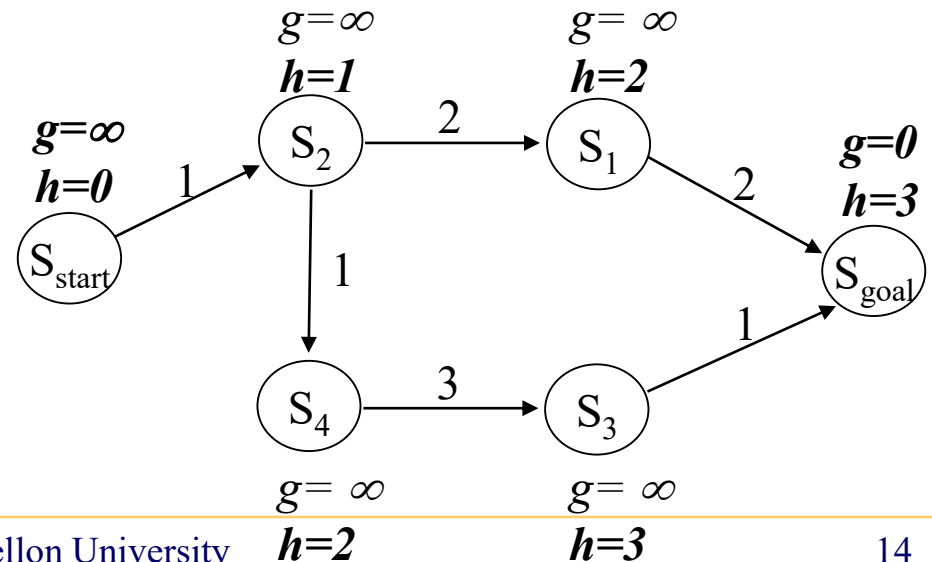 g=∞
h=1
g= ∞
h=2
g=∞
h=0
g=0
h=3
S2
S1
Sstart
Sgoal
S4
S3
1
2
2
1
3
1
g= ∞
h=2
g= ∞
h=3
ellon University
14